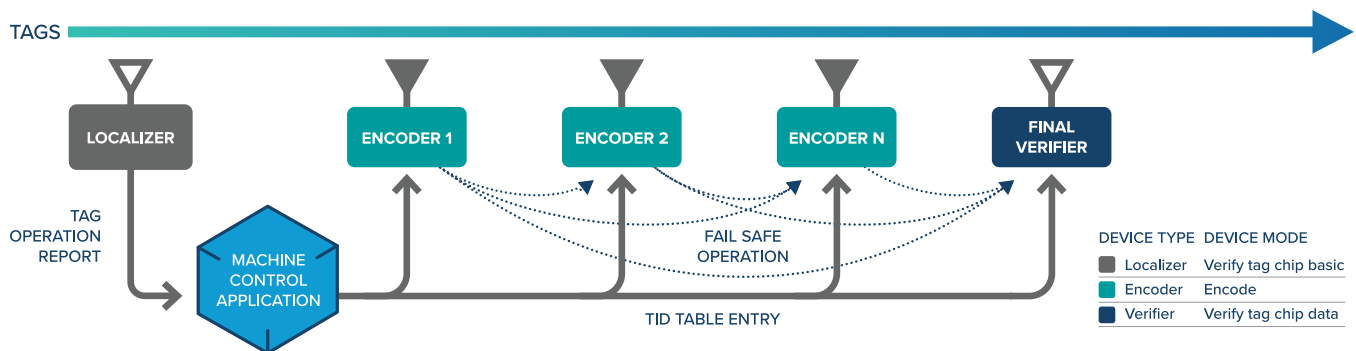 TAGS
LOCALIZER
ENCODER 1
ENCODER 2
ENCODER N
FINAL
VERIFIER
TAG
OPERATION
REPORT
MACHINE
CONTROL
APPLICATION
FAIL SAFE
OPERATION
TID TABLE ENTRY
DEVICE TYPE DEVICE MODE
Localizer Verify tag chip basic
Encoder Encode
Verifier Verify tag chip data